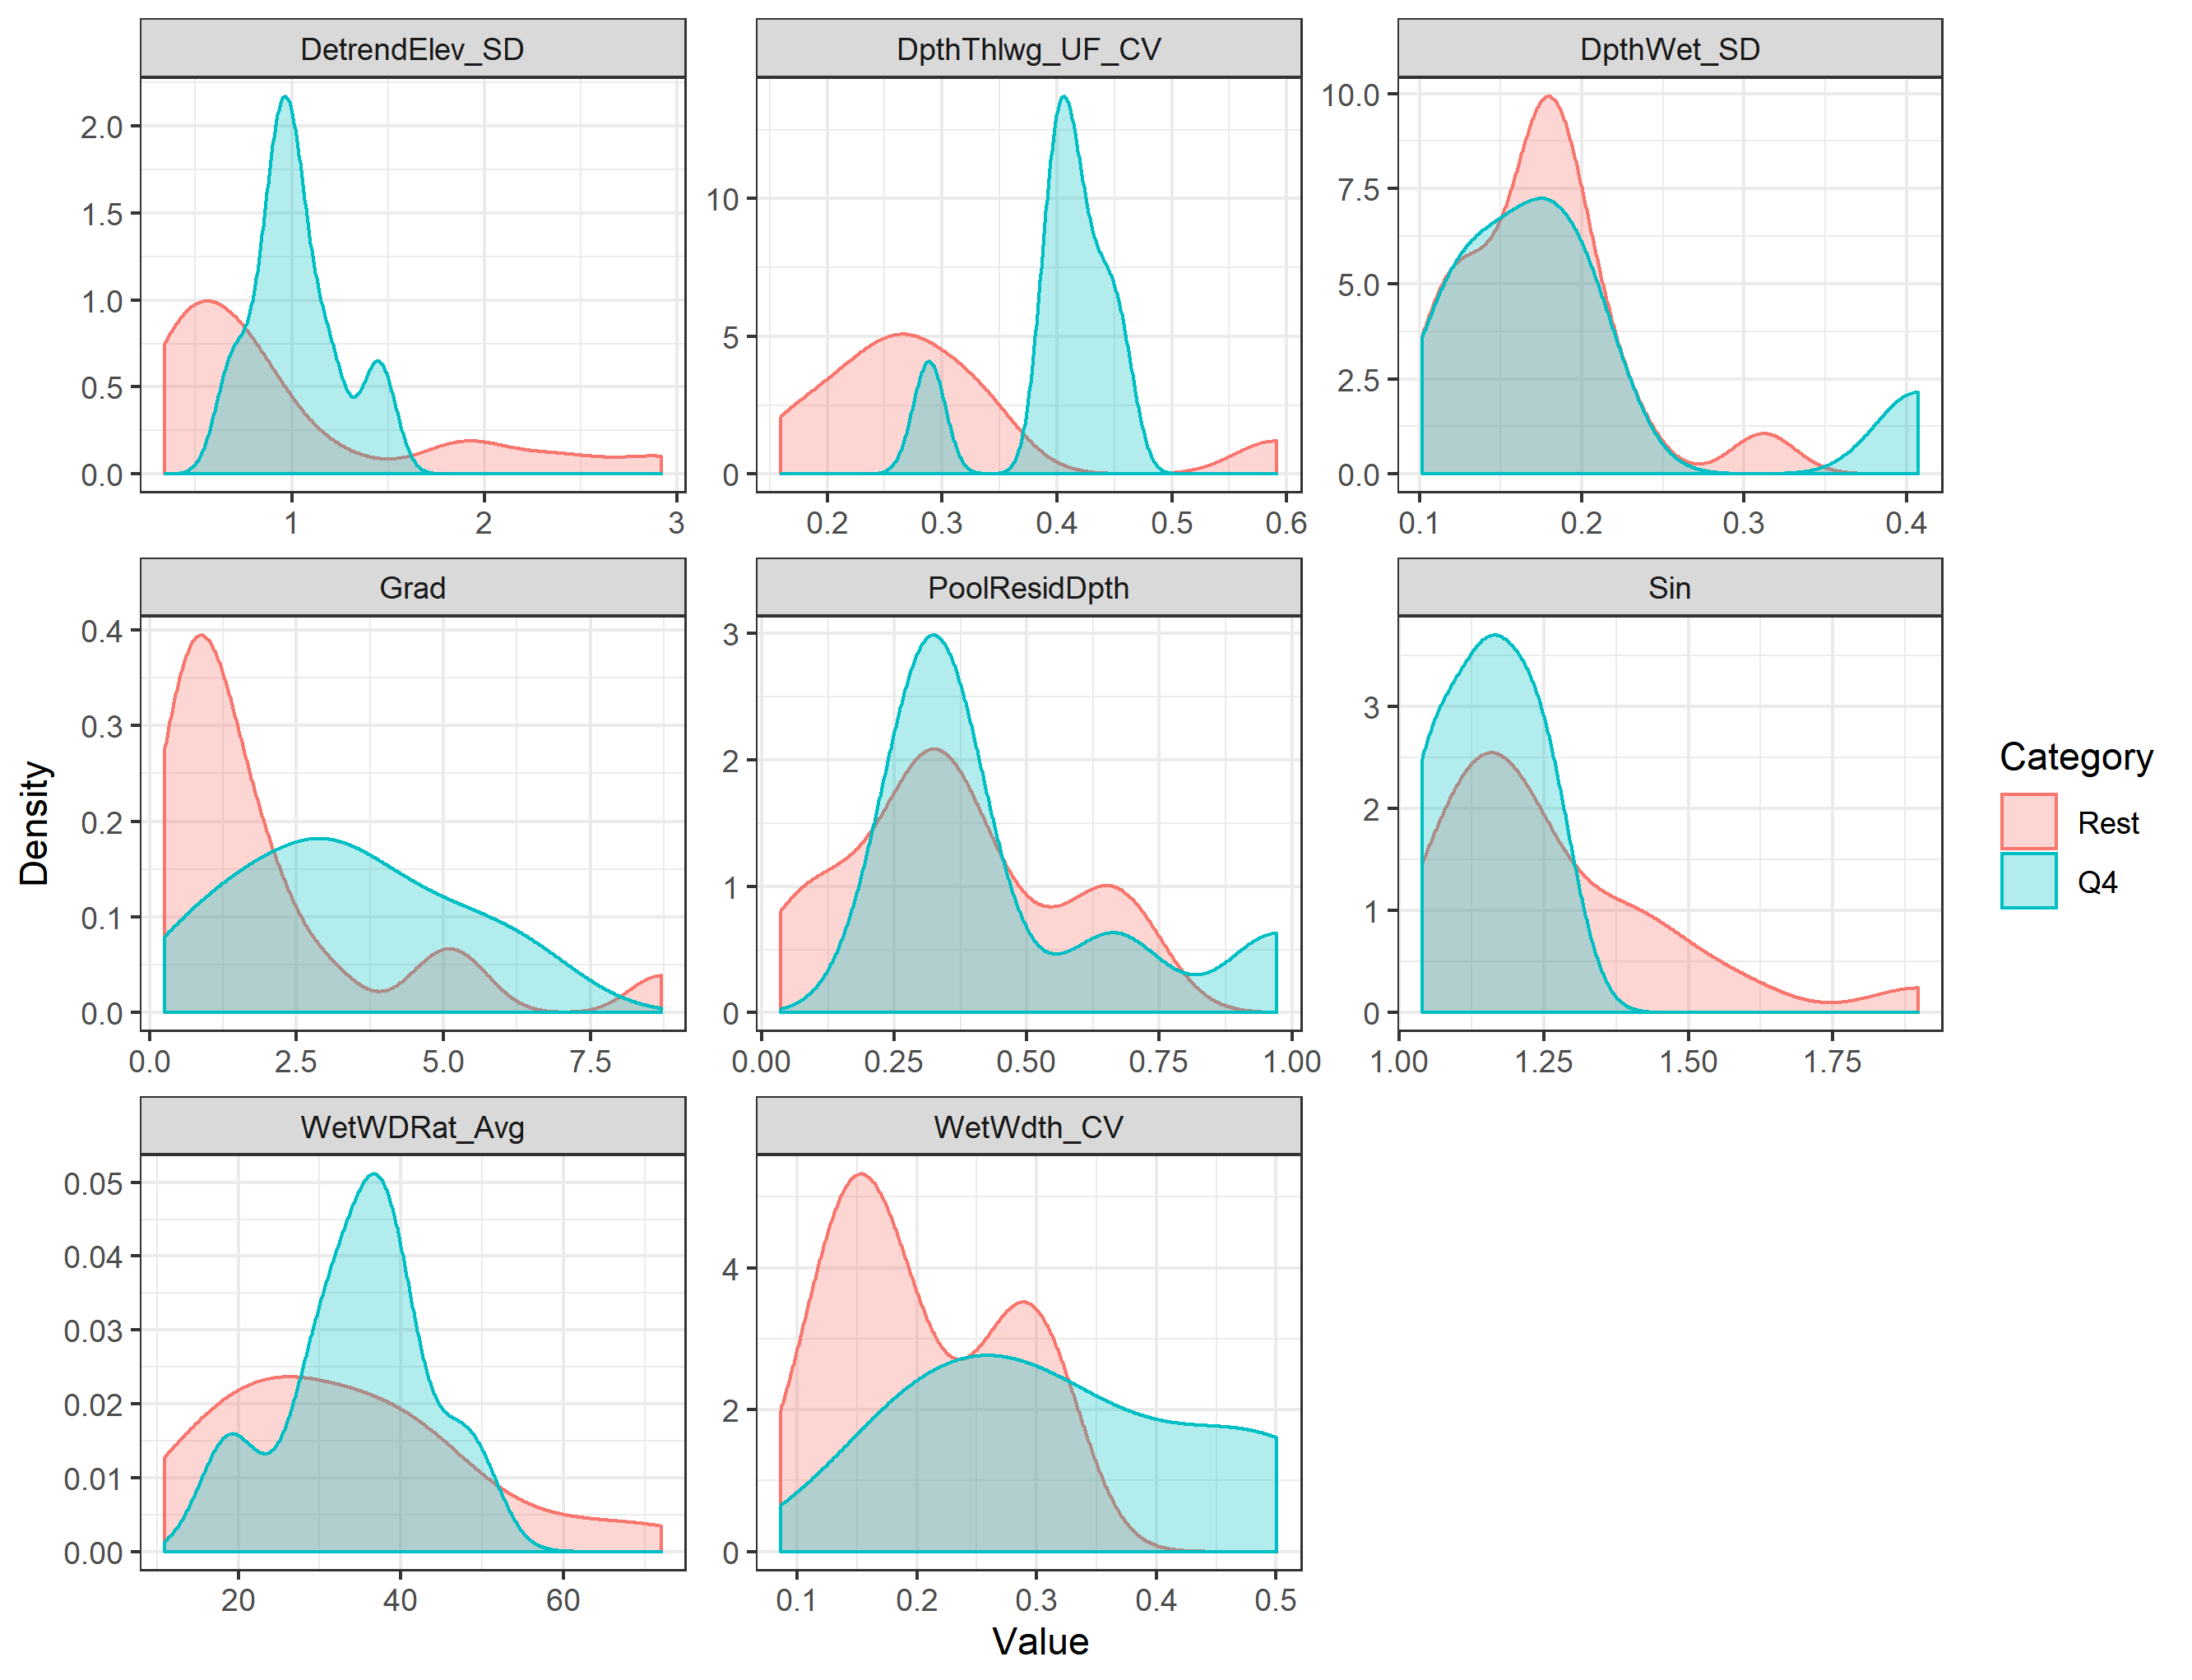 DetrendElev_SD DpthThlwg_UF_CV DpthWet_SD
2.0
1.5
1.0
0.5
0.0
10
5
0
10.0
7.5
5.0
2.5
0.0
1 2 3
0.2 0.3 0.4 0.5 0.6
0.1 0.2 0.3 0.4
Grad PoolResidDpth Sin
0.4
0.3
0.2
0.1
0.0
3
2
1
0
3
2
1
0
0.0 2.5 5.0 7.5
0.00 0.25 0.50 0.75 1.00
1.00 1.25 1.50 1.75
WetWDRat_Avg WetWdth_CV
0.05
0.04
0.03
0.02
0.01
0.00
4
2
0
20 40 60
0.1 0.2 0.3 0.4 0.5
Density
Value
Category
Rest
Q4